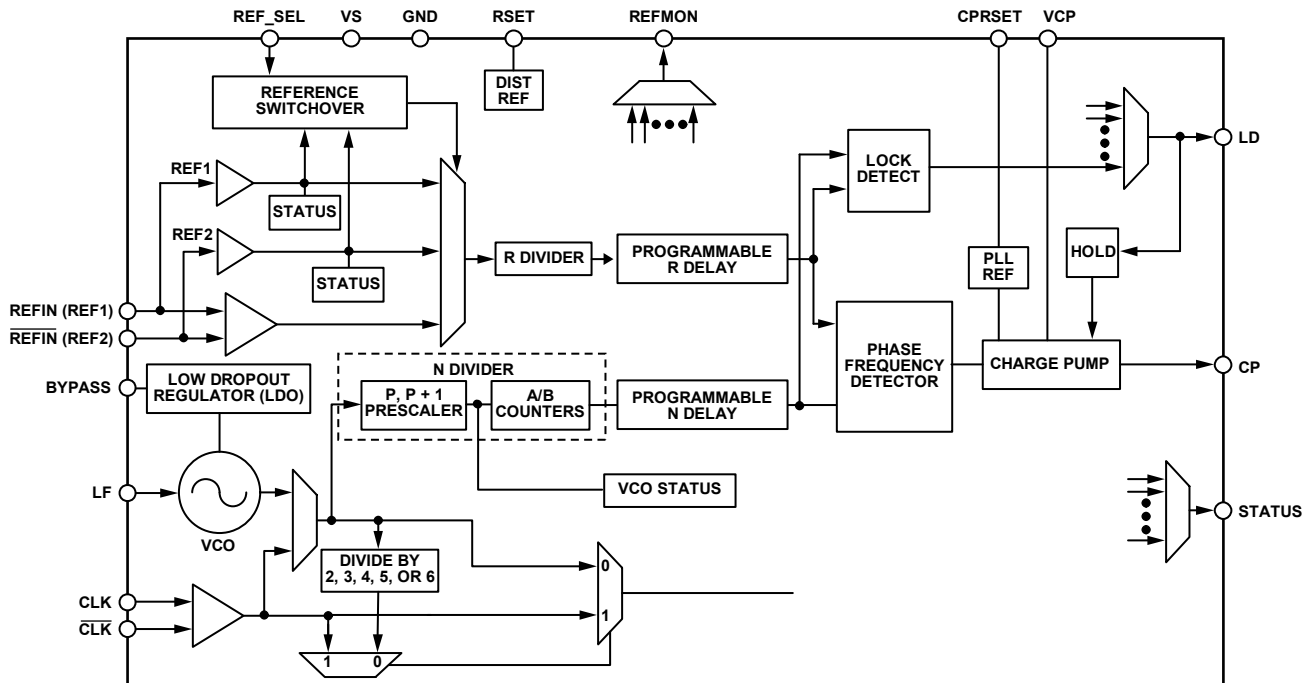 REF_SEL
VS
GND
RSET
REFMON
CPRSET
VCP
REFERENCE
SWITCHOVER
DIST
REF
REF1
STATUS
REF2
STATUS
R DIVIDER
PROGRAMMABLE
R DELAY
LOCK
DETECT
LD
HOLD
PLL
REF
REFIN (REF1)
REFIN (REF2)
BYPASS
LOW DROPOUT
REGULATOR (LDO)
N DIVIDER
P, P + 1
PRESCALER
A/B
COUNTERS
PROGRAMMABLE
N DELAY
PHASE
FREQUENCY
DETECTOR
CHARGE PUMP
CP
LF
VCO
VCO STATUS
STATUS
DIVIDE BY
2, 3, 4, 5, OR 6
0
1
CLK
CLK
1
0